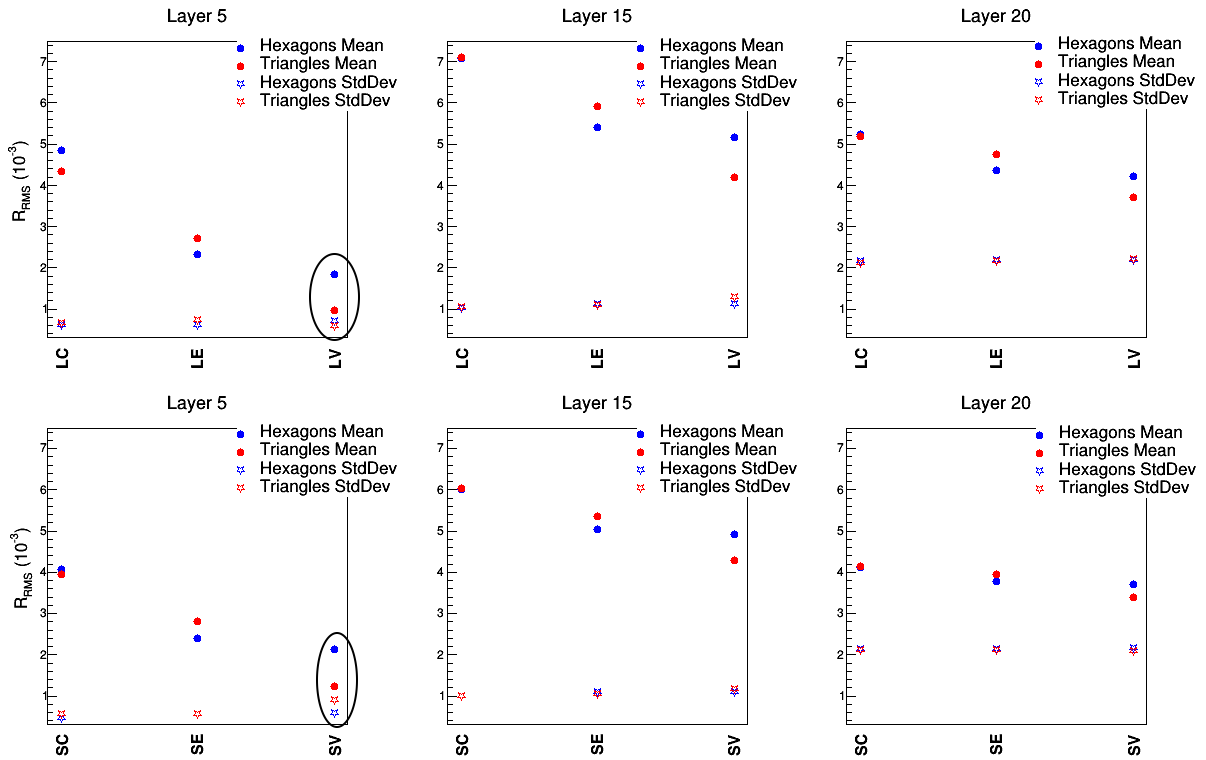 Layer 5
Layer 15
Layer 20
Hexagons Mean
Triangles Mean
Hexagons StdDev
Triangles StdDev
Hexagons Mean
Triangles Mean
Hexagons StdDev
Triangles StdDev
Hexagons Mean
Triangles Mean
Hexagons StdDev
Triangles StdDev
R_RMS (10^-3)
7
6
5
4
3
2
1
7
6
5
4
3
2
1
7
6
5
4
3
2
1
LC LE LV
LC LE LV
LC LE LV
Layer 5
Layer 15
Layer 20
Hexagons Mean
Triangles Mean
Hexagons StdDev
Triangles StdDev
Hexagons Mean
Triangles Mean
Hexagons StdDev
Triangles StdDev
Hexagons Mean
Triangles Mean
Hexagons StdDev
Triangles StdDev
R_RMS (10^-3)
7
6
5
4
3
2
1
7
6
5
4
3
2
1
7
6
5
4
3
2
1
SC SE SV
SC SE SV
SC SE SV